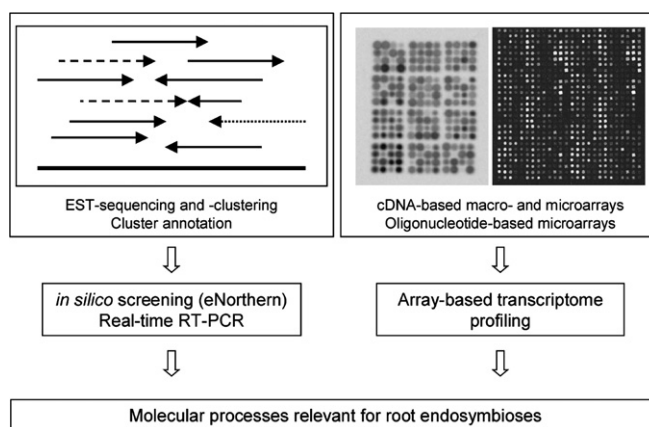 EST-sequencing and -clustering
Cluster annotation
cDNA-based macro- and microarrays
Oligonucleotide-based microarrays
in silico screening (eNorthern)
Real-time RT-PCR
Array-based transcriptome
profiling
Molecular processes relevant for root endosymbioses